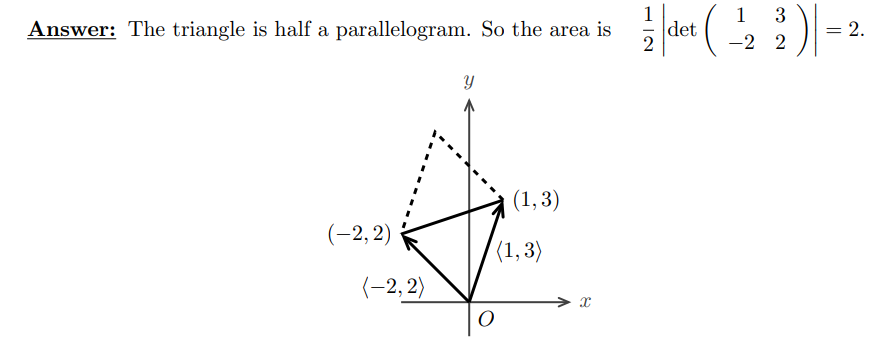 Answer: The triangle is half a parallelogram. So the area is 1/2 |det ( 1 3 ; −2 2 )| = 2.
y
(1, 3)
(−2, 2)
⟨1, 3⟩
⟨−2, 2⟩
x
O